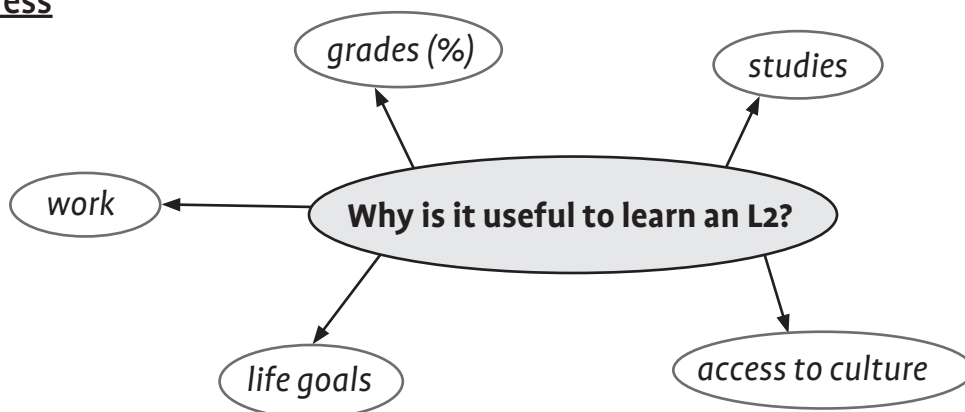 grades (%)
studies
work
Why is it useful to learn an L2?
life goals
access to culture